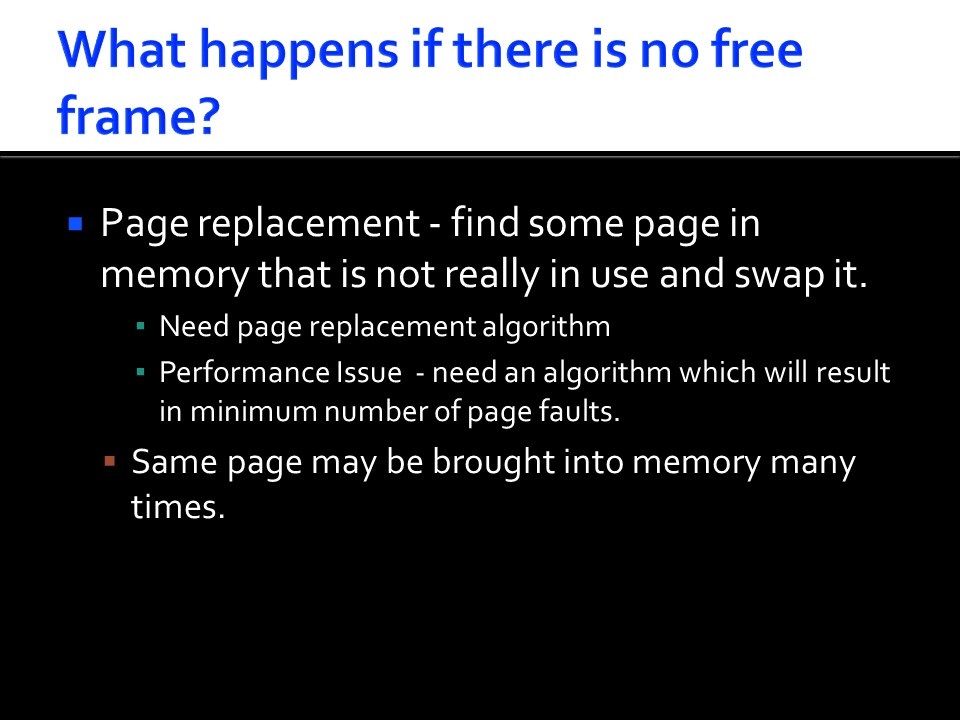 What happens if there is no free
frame?
Page replacement - find some page in
memory that is not really in use and swap it.
Need page replacement algorithm
Performance Issue - need an algorithm which will result
in minimum number of page faults.
Same page may be brought into memory many
times.